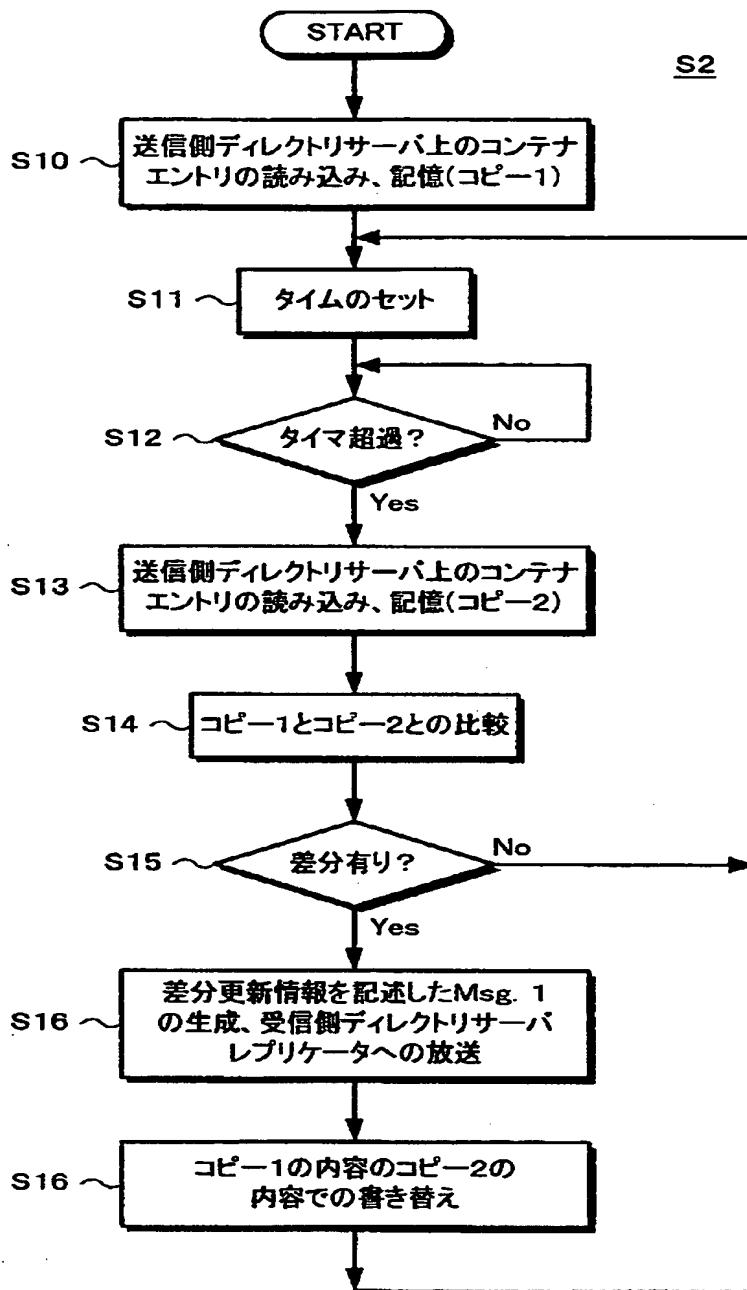 START
S2
S10
送信側ディレクトリサーバ上のコンテナ
エントリの読み込み、記憶(コピー1)
S11
タイムのセット
S12
タイマ超過?
No
Yes
S13
送信側ディレクトリサーバ上のコンテナ
エントリの読み込み、記憶(コピー2)
S14
コピー1とコピー2との比較
S15
差分有り?
No
Yes
S16
差分更新情報を記述したMsg. 1
の生成、受信側ディレクトリサーバ
レプリケータへの放送
S16
コピー1の内容のコピー2の
内容での書き替え